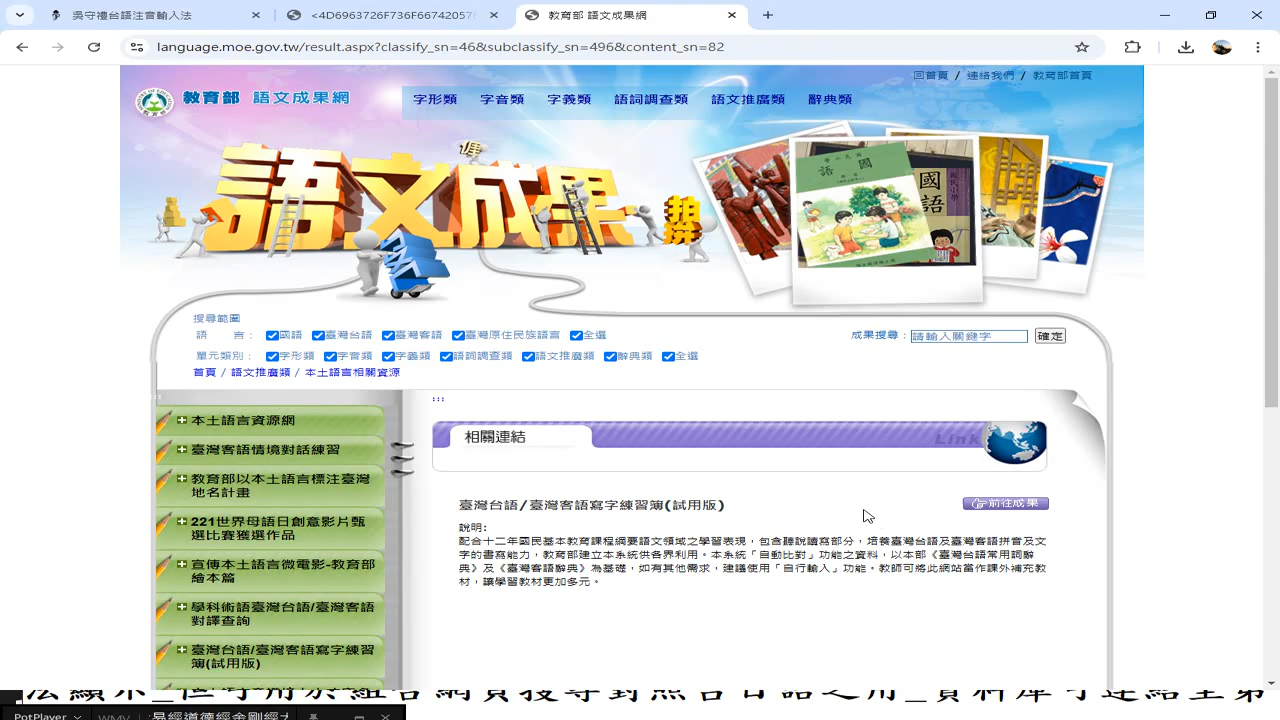 吳守禮台語注音輸入法
<4D6963726F736F667420576
教育部 語文成果網
language.moe.gov.tw/result.aspx?classify_sn=46&subclassify_sn=496&content_sn=82
回首頁 / 連絡我們 / 教育部首頁
教育部 語文成果網
字形類 字音類 字義類 語詞調查類 語文推廣類 辭典類
語文成果
國語
國語
搜尋範圍
語 言： 國語 臺灣台語 臺灣客語 臺灣原住民族語言 全選
成果搜尋： 請輸入關鍵字 確定
單元類別： 字形類 字音類 字義類 語詞調查類 語文推廣類 辭典類 全選
首頁 / 語文推廣類 / 本土語言相關資源
:::
:::
本土語言資源網
臺灣客語情境對話練習
教育部以本土語言標注臺灣
地名計畫
221世界母語日創意影片甄
選比賽獲選作品
宣傳本土語言微電影-教育部
繪本篇
學科術語臺灣台語/臺灣客語
對譯查詢
臺灣台語/臺灣客語寫字練習
簿(試用版)
相關連結
Link
臺灣台語/臺灣客語寫字練習簿(試用版)
前往成果
說明:
配合十二年國民基本教育課程綱要語文領域之學習表現，包含聽說讀寫部分，培養臺灣台語及臺灣客語拼音及文
字的書寫能力，教育部建立本系統供各界利用。本系統「自動比對」功能之資料，以本部《臺灣台語常用詞辭
典》及《臺灣客語辭典》為基礎，如有其他需求，建議使用「自行輸入」功能。教師可將此網站當作課外補充教
材，讓學習教材更加多元。
PotPlayer WMV